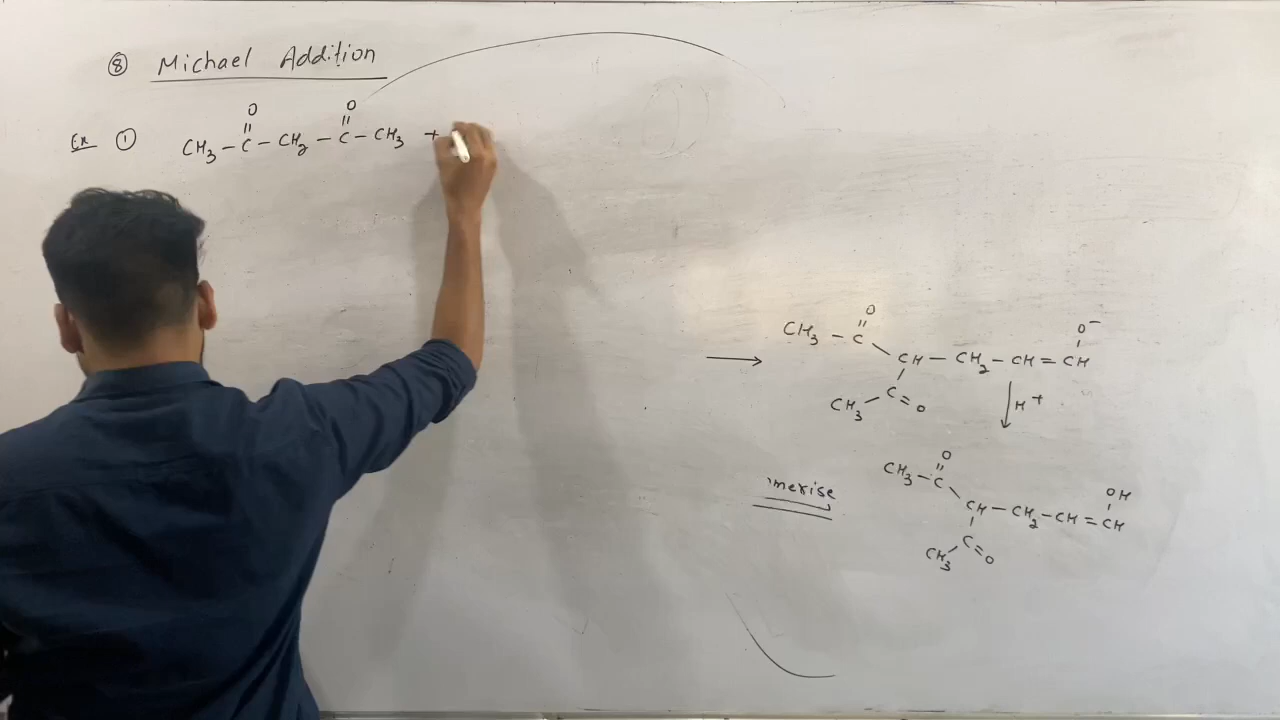 ⑧ Michael Addition
O O
|| ||
Ex ① CH₃ – C – CH₂ – C – CH₃ +
O O⁻
|| |
⟶ CH₃ – C \ CH – CH₂ – CH = CH
CH₃ / C = O ↓ H⁺
O
||
'merise CH₃ – C OH
\ CH – CH₂ – CH = CH
|
C
CH₃ / = O